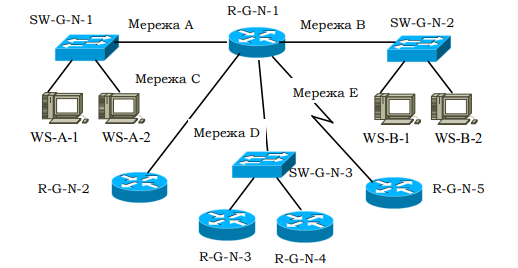 R-G-N-1
SW-G-N-1
Мережа А
Мережа В
SW-G-N-2
Мережа С
Мережа Е
WS-A-1
WS-A-2
Мережа D
WS-B-1
WS-B-2
SW-G-N-3
R-G-N-2
R-G-N-5
R-G-N-3
R-G-N-4